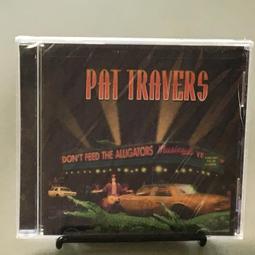 PAT TRAVERS
DON'T FEED THE ALLIGATORS